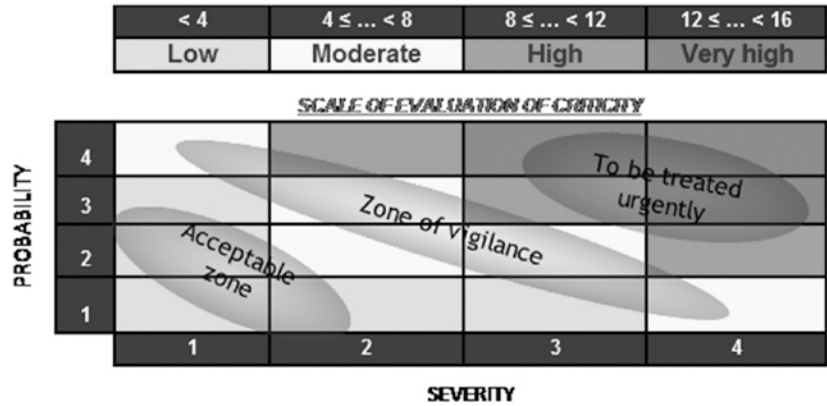 < 4 4 ≤ ... < 8 8 ≤ ... < 12 12 ≤ ... < 16
Low Moderate High Very high
SCALE OF EVALUATION OF CRITICITY
PROBABILITY
4
3
2
1
To be treated
urgently
Zone of vigilance
Acceptable
zone
1 2 3 4
SEVERITY